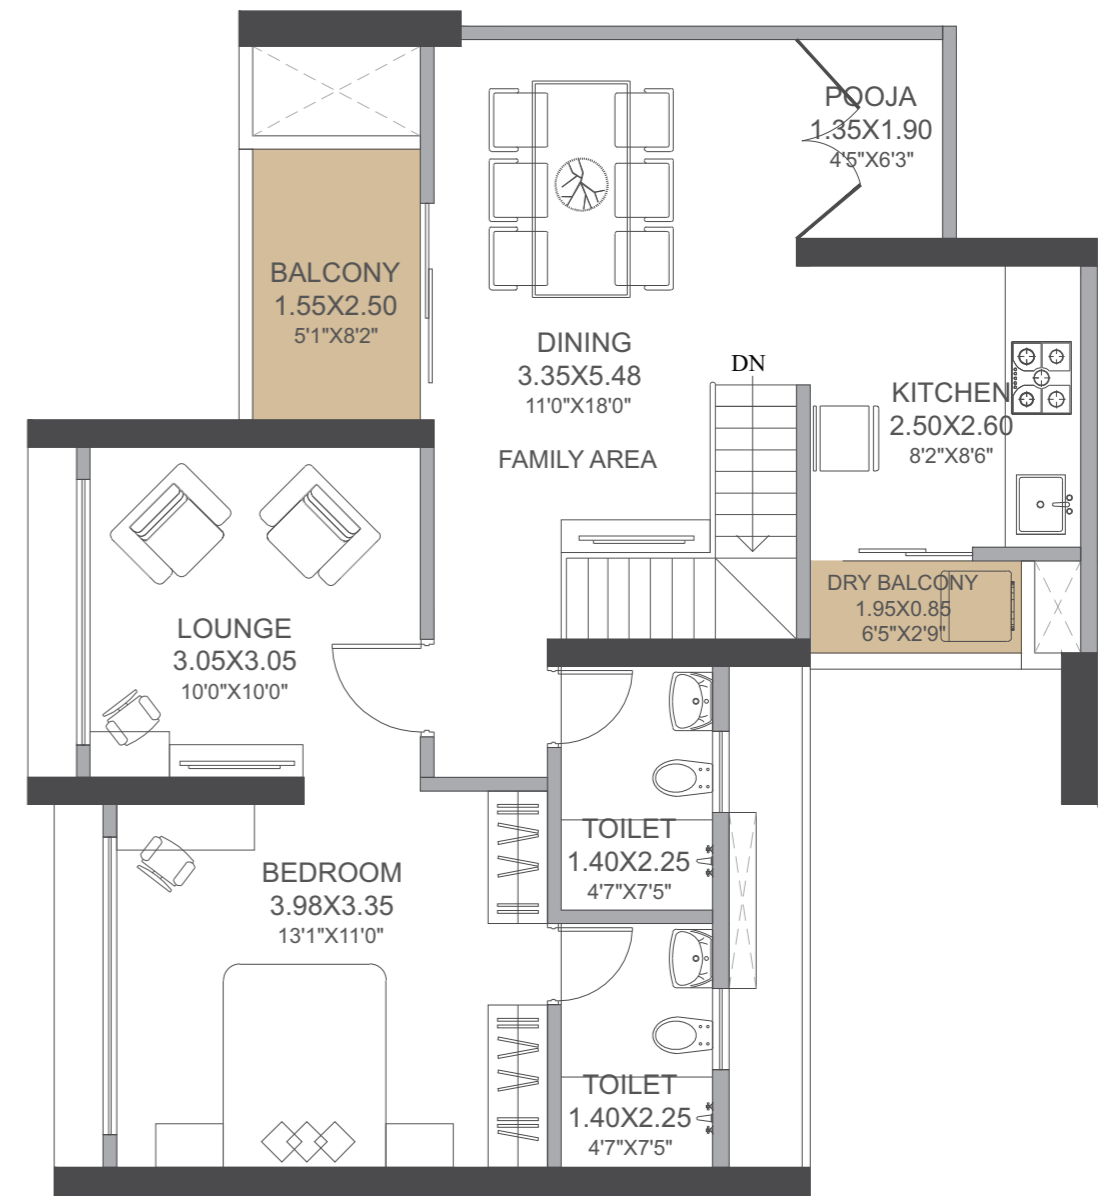 POOJA
1.35X1.90
4'5"X6'3"
BALCONY
1.55X2.50
5'1"X8'2"
DINING
3.35X5.48
11'0"X18'0"
FAMILY AREA
DN
KITCHEN
2.50X2.60
8'2"X8'6"
DRY BALCONY
1.95X0.85
6'5"X2'9"
LOUNGE
3.05X3.05
10'0"X10'0"
TOILET
1.40X2.25
4'7"X7'5"
BEDROOM
3.98X3.35
13'1"X11'0"
TOILET
1.40X2.25
4'7"X7'5"